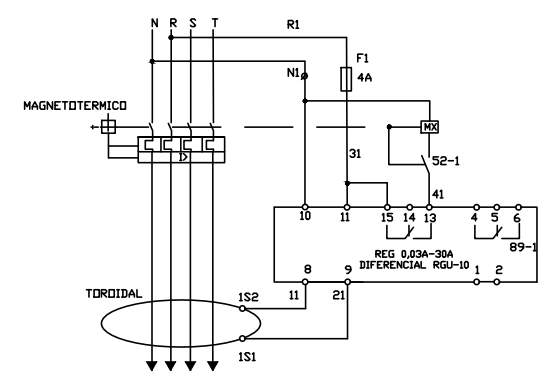 N R S T
R1
F1
4A
N1
MAGNETOTERMICO
MX
I>
31
52-1
41
10 11 15 14 13 4 5 6
89-1
REG 0,03A-30A
DIFERENCIAL RGU-10
8 9 1 2
11 21
TOROIDAL
1S2
1S1